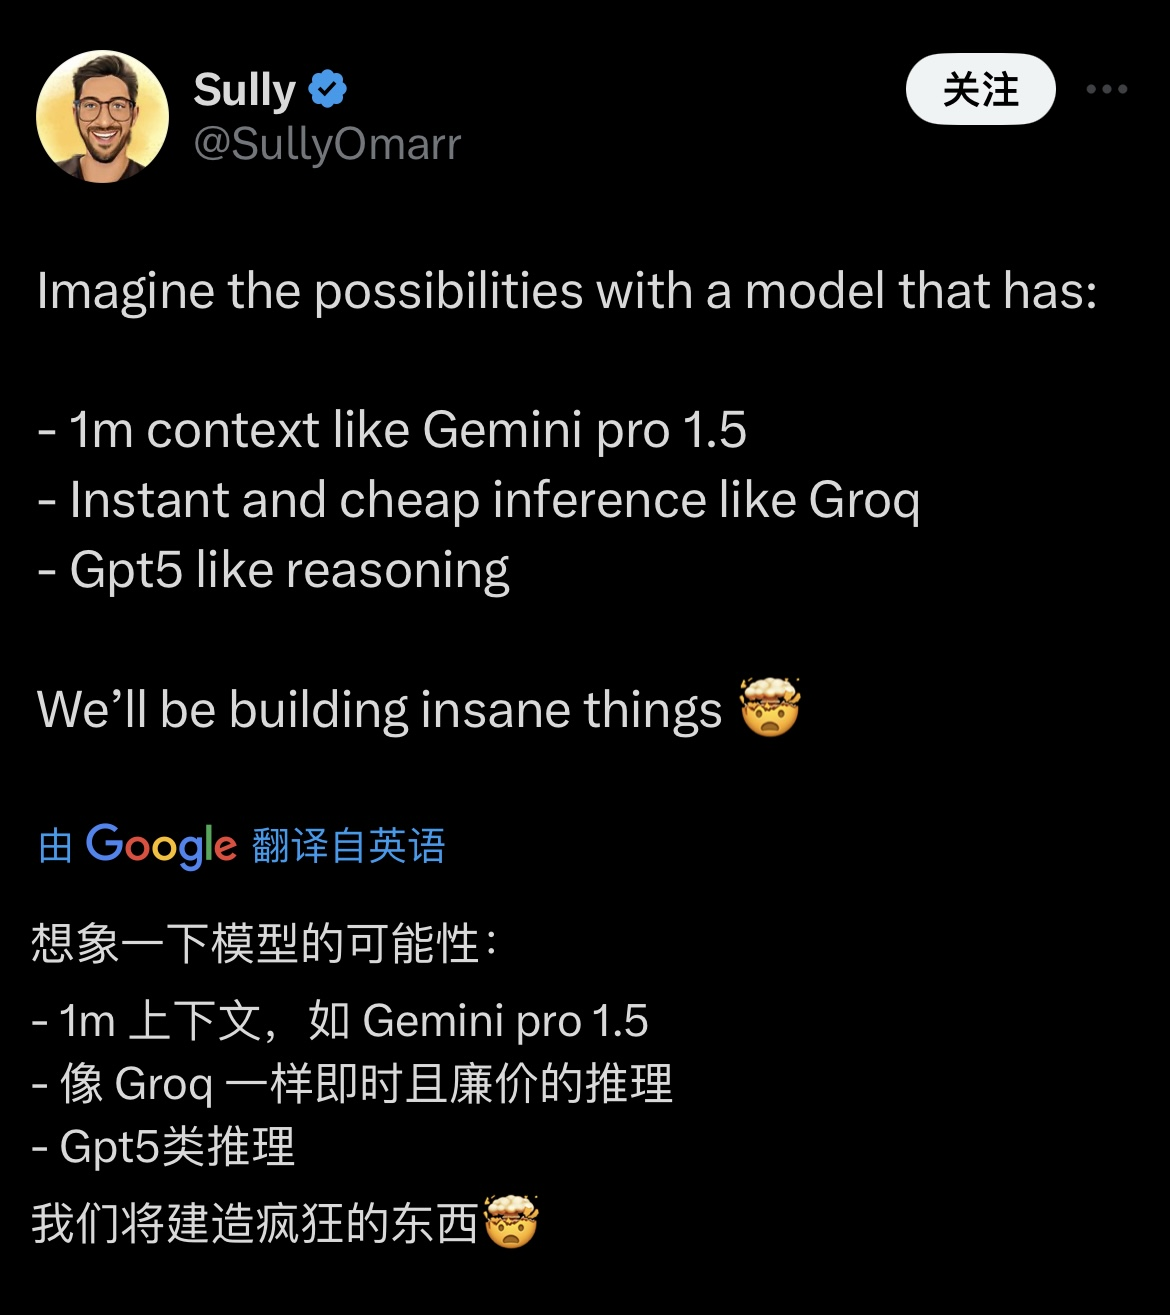 Sully
关注
@SullyOmarr
Imagine the possibilities with a model that has:
- 1m context like Gemini pro 1.5
- Instant and cheap inference like Groq
- Gpt5 like reasoning
We’ll be building insane things 🤯
由 Google 翻译自英语
想象一下模型的可能性：
- 1m 上下文，如 Gemini pro 1.5
- 像 Groq 一样即时且廉价的推理
- Gpt5类推理
我们将建造疯狂的东西🤯